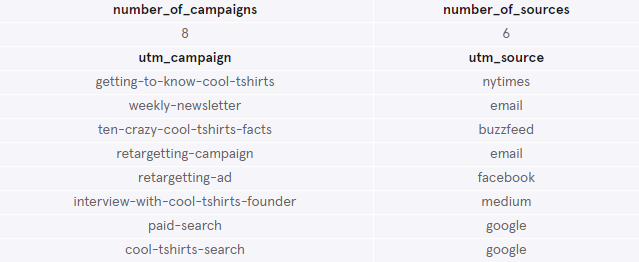 number_of_campaigns number_of_sources
8 6
utm_campaign utm_source
getting-to-know-cool-tshirts nytimes
weekly-newsletter email
ten-crazy-cool-tshirts-facts buzzfeed
retargetting-campaign email
retargetting-ad facebook
interview-with-cool-tshirts-founder medium
paid-search google
cool-tshirts-search google